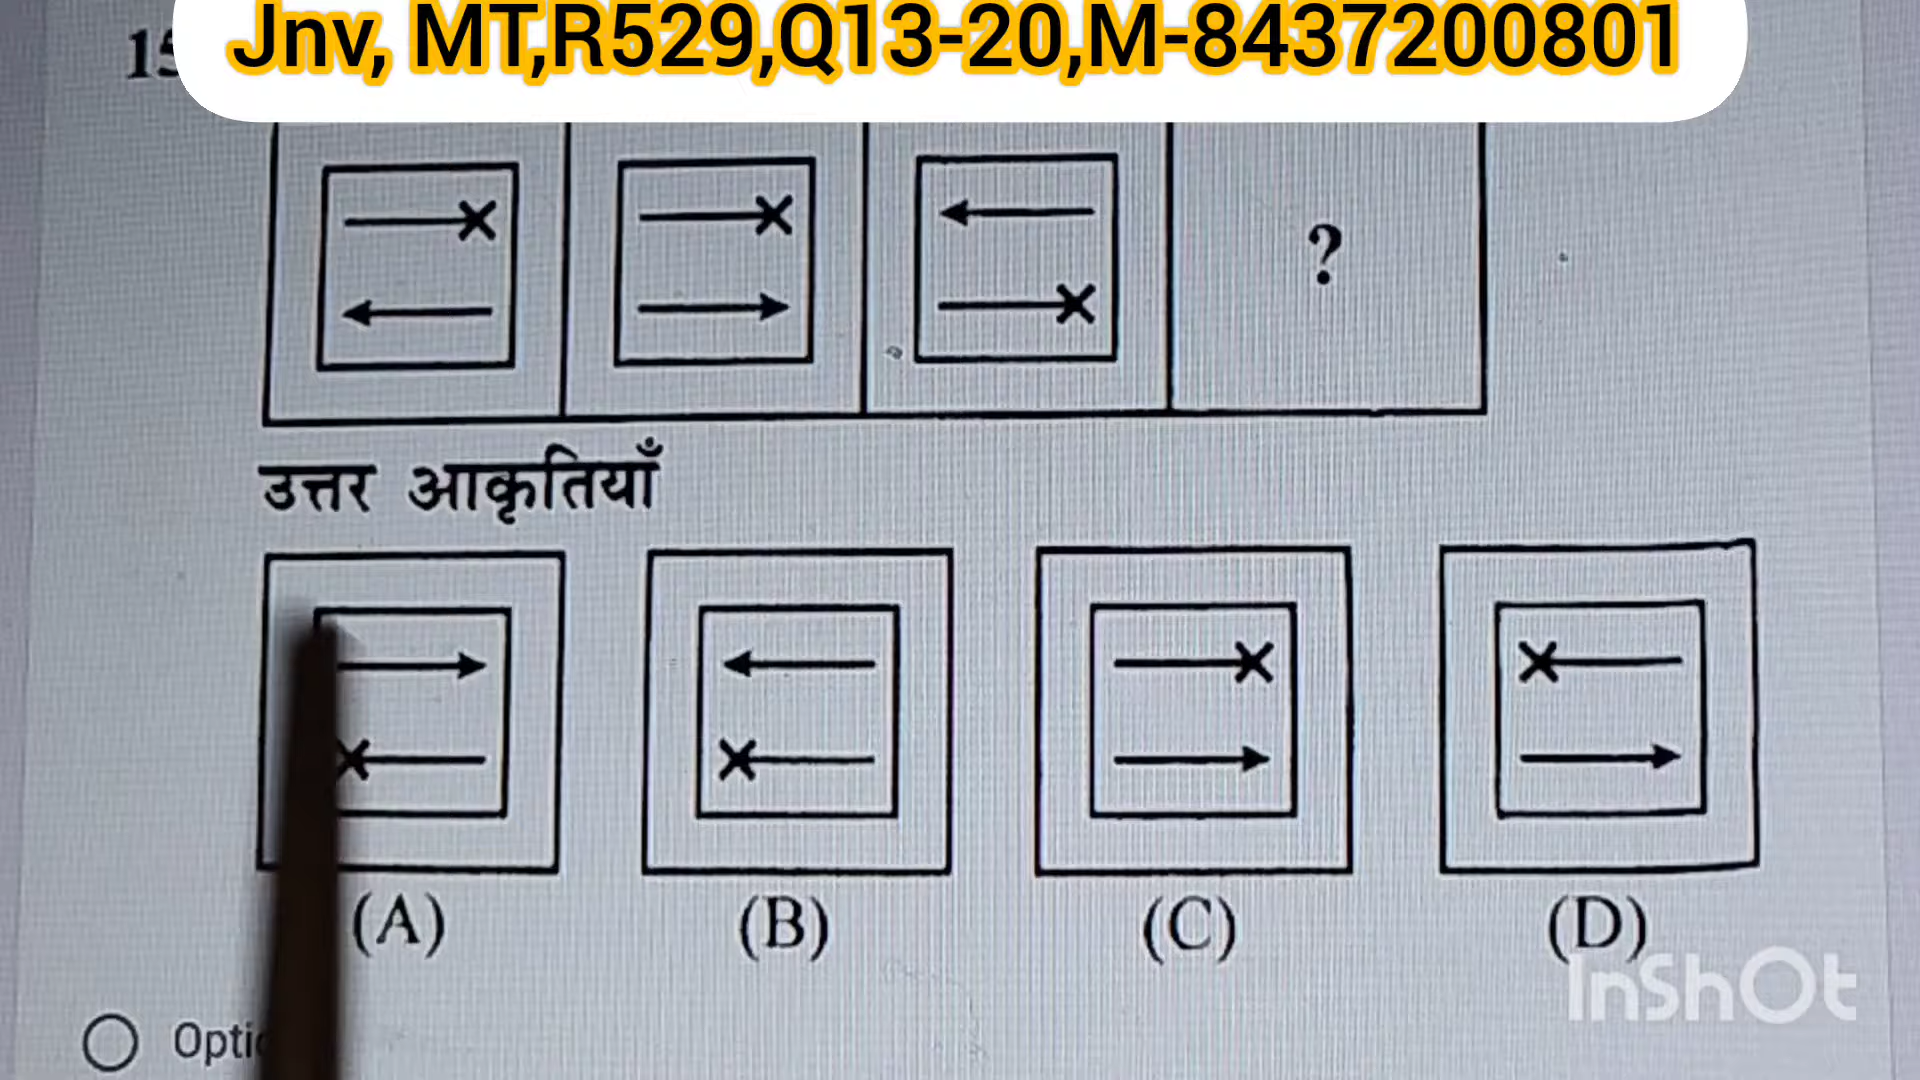 Jnv, MT,R529,Q13-20,M-8437200801
?
उत्तर आकृतियाँ
(A) (B) (C) (D)
InShOt